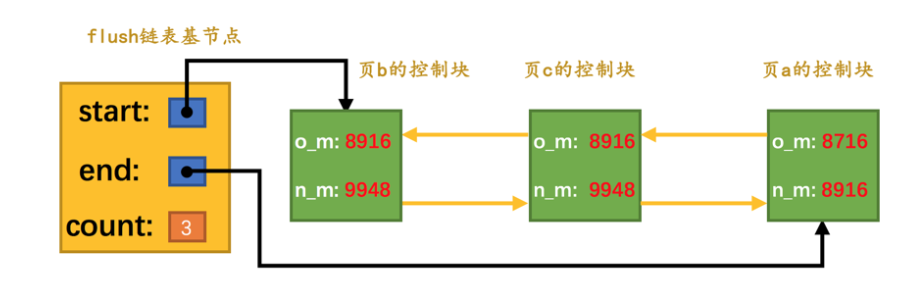 flush链表基节点
页b的控制块 页c的控制块 页a的控制块
start:
end:
count: 3
o_m: 8916 o_m: 8916 o_m: 8716
n_m: 9948 n_m: 9948 n_m: 8916